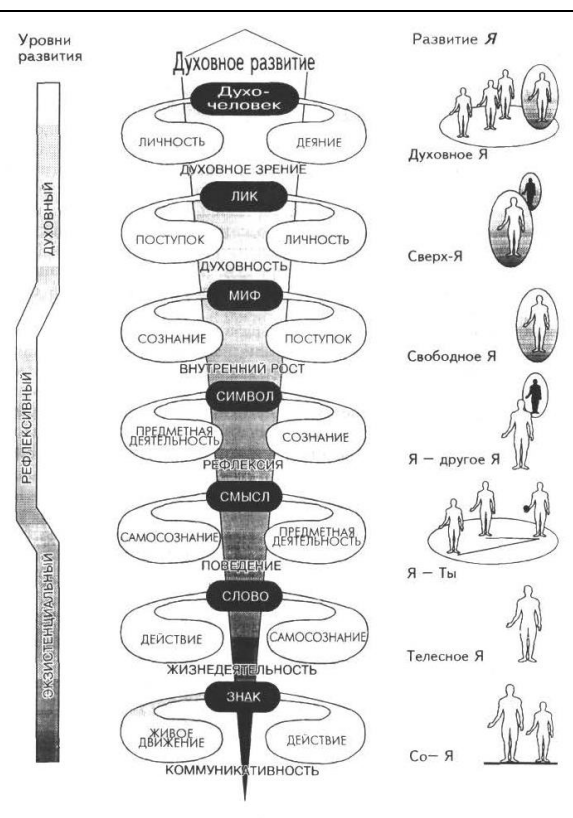 Уровни
развития
Развитие Я
Духовное развитие
Духо-
человек
ЛИЧНОСТЬ
ДЕЯНИЕ
ДУХОВНОЕ ЗРЕНИЕ
Духовное Я
ЛИК
ПОСТУПОК
ЛИЧНОСТЬ
ДУХОВНОСТЬ
Сверх-Я
МИФ
СОЗНАНИЕ
ПОСТУПОК
ВНУТРЕННИЙ РОСТ
Свободное Я
СИМВОЛ
ПРЕДМЕТНАЯ
ДЕЯТЕЛЬНОСТЬ
СОЗНАНИЕ
РЕФЛЕКСИЯ
Я – другое Я
СМЫСЛ
САМОСОЗНАНИЕ
ПРЕДМЕТНАЯ
ДЕЯТЕЛЬНОСТЬ
ПОВЕДЕНИЕ
Я – Ты
СЛОВО
ДЕЙСТВИЕ
САМОСОЗНАНИЕ
ЖИЗНЕДЕЯТЕЛЬНОСТЬ
Телесное Я
ЗНАК
ЖИВОЕ
ДВИЖЕНИЕ
ДЕЙСТВИЕ
КОММУНИКАТИВНОСТЬ
Со– Я
ДУХОВНЫЙ
РЕФЛЕКСИВНЫЙ
ЭКЗИСТЕНЦИАЛЬНЫЙ